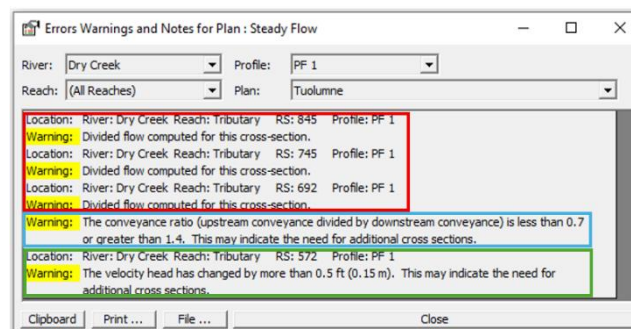 Errors Warnings and Notes for Plan : Steady Flow
River: Dry Creek Profile: PF 1
Reach: (All Reaches) Plan: Tuolumne
Location: River: Dry Creek Reach: Tributary RS: 845 Profile: PF 1
Warning: Divided flow computed for this cross-section.
Location: River: Dry Creek Reach: Tributary RS: 745 Profile: PF 1
Warning: Divided flow computed for this cross-section.
Location: River: Dry Creek Reach: Tributary RS: 692 Profile: PF 1
Warning: Divided flow computed for this cross-section.
Warning: The conveyance ratio (upstream conveyance divided by downstream conveyance) is less than 0.7
or greater than 1.4. This may indicate the need for additional cross sections.
Location: River: Dry Creek Reach: Tributary RS: 572 Profile: PF 1
Warning: The velocity head has changed by more than 0.5 ft (0.15 m). This may indicate the need for
additional cross sections.
Clipboard Print ... File ... Close